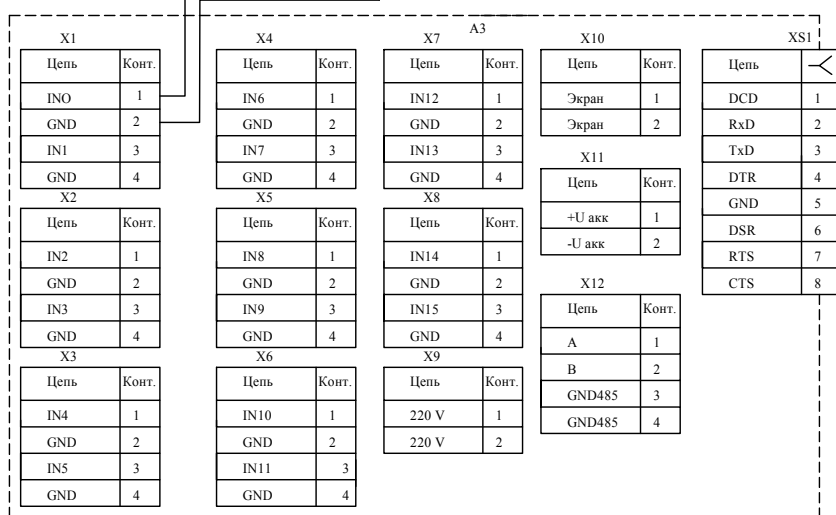 A3
X1
Цепь Конт.
INO 1
GND 2
IN1 3
GND 4
X2
Цепь Конт.
IN2 1
GND 2
IN3 3
GND 4
X3
Цепь Конт.
IN4 1
GND 2
IN5 3
GND 4
X4
Цепь Конт.
IN6 1
GND 2
IN7 3
GND 4
X5
Цепь Конт.
IN8 1
GND 2
IN9 3
GND 4
X6
Цепь Конт.
IN10 1
GND 2
IN11 3
GND 4
X7
Цепь Конт.
IN12 1
GND 2
IN13 3
GND 4
X8
Цепь Конт.
IN14 1
GND 2
IN15 3
GND 4
X9
Цепь Конт.
220 V 1
220 V 2
X10
Цепь Конт.
Экран 1
Экран 2
X11
Цепь Конт.
+U акк 1
-U акк 2
X12
Цепь Конт.
A 1
B 2
GND485 3
GND485 4
XS1
Цепь
DCD 1
RxD 2
TxD 3
DTR 4
GND 5
DSR 6
RTS 7
CTS 8